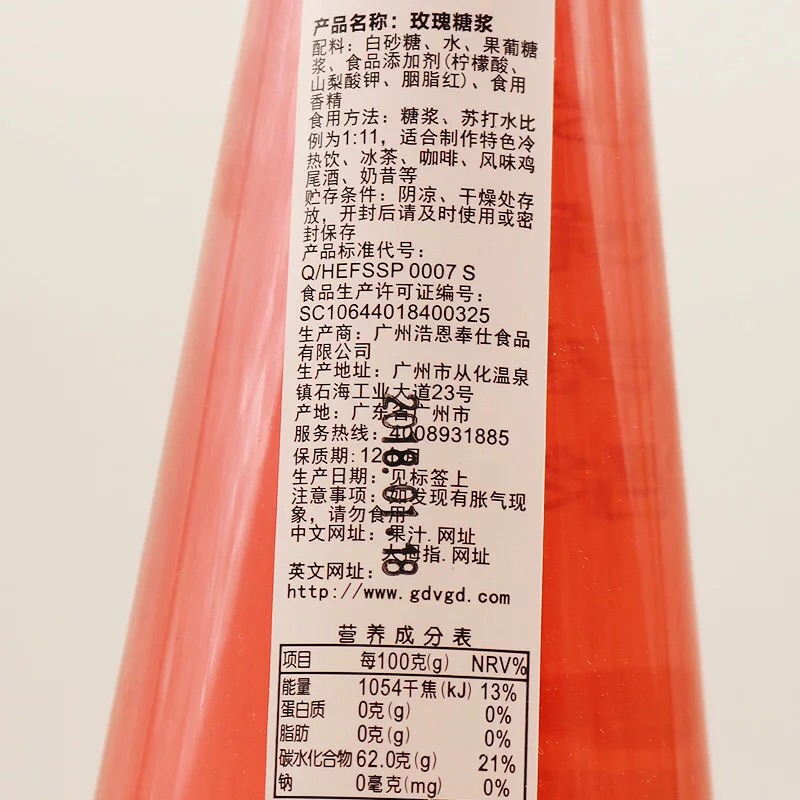 产品名称：玫瑰糖浆
配料：白砂糖、水、果葡糖
浆、食品添加剂(柠檬酸、
山梨酸钾、胭脂红)、食用
香精
食用方法：糖浆、苏打水比
例为1:11，适合制作特色冷
热饮、冰茶、咖啡、风味鸡
尾酒、奶昔等
贮存条件：阴凉、干燥处存
放，开封后请及时使用或密
封保存
产品标准代号：
Q/HEFSSP 0007 S
食品生产许可证编号：
SC10644018400325
生产商：广州浩恩奉仕食品
有限公司
生产地址：广州市从化温泉
镇石海工业大道23号
产地：广东省广州市
服务热线：4008931885
保质期:12个月
生产日期：见标签上
注意事项：如发现有胀气现
象，请勿食用
中文网址：果汁.网址
大拇指.网址
英文网址：
http://www.gdvgd.com
2018.01.18
营养成分表
项目 每100克(g) NRV%
能量 1054千焦(kJ) 13%
蛋白质 0克(g) 0%
脂肪 0克(g) 0%
碳水化合物 62.0克(g) 21%
钠 0毫克(mg) 0%